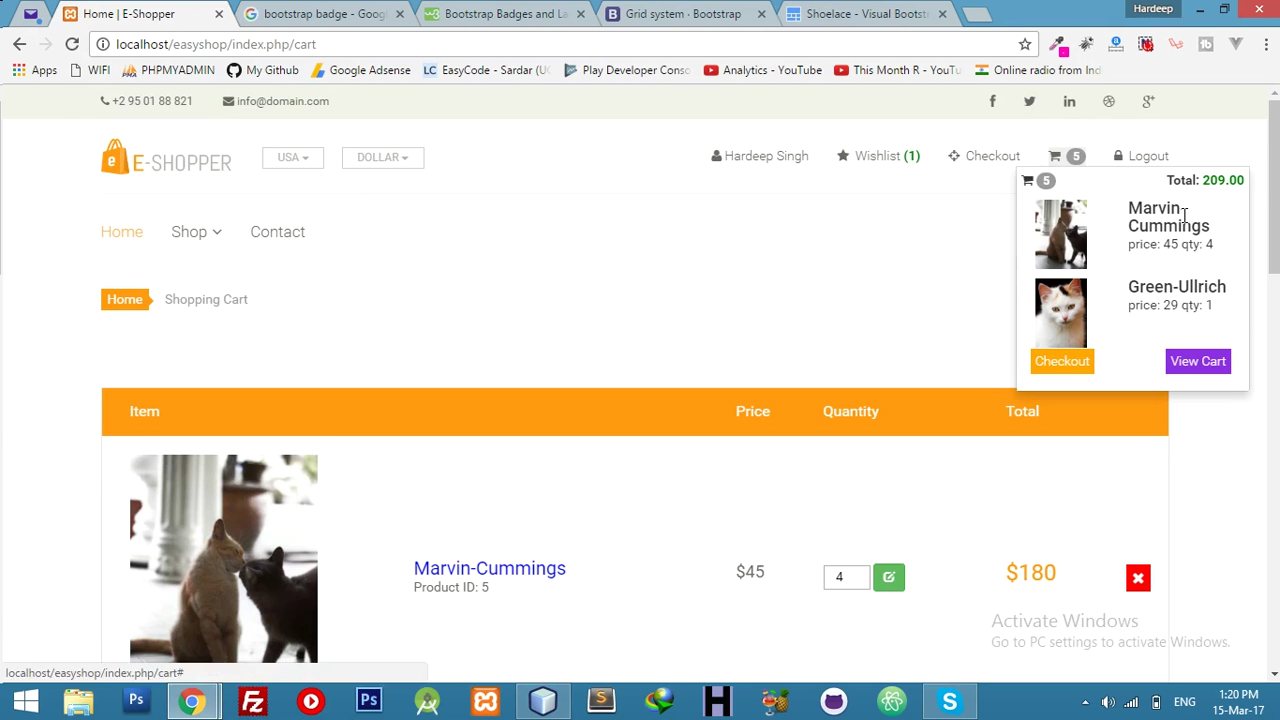 Home | E-Shopper
bootstrap badge - Goog
Bootstrap Badges and La
Grid system · Bootstrap
Shoelace - Visual Bootst
Hardeep
localhost/easyshop/index.php/cart
Apps
WIFI
PHPMYADMIN
My Github
Google Adsense
LC EasyCode - Sardar (UC
Play Developer Conso
Analytics - YouTube
This Month R - YouTu
Online radio from Ind
+2 95 01 88 821
info@domain.com
E-SHOPPER
USA
DOLLAR
Hardeep Singh
Wishlist (1)
Checkout
5
Logout
5
Total: 209.00
Marvin-
Cummings
price: 45 qty: 4
Green-Ullrich
price: 29 qty: 1
Checkout
View Cart
Home
Shop
Contact
Home
Shopping Cart
Item
Price
Quantity
Total
Marvin-Cummings
Product ID: 5
$45
4
$180
Activate Windows
Go to PC settings to activate Windows.
localhost/easyshop/index.php/cart#
ENG
1:20 PM
15-Mar-17